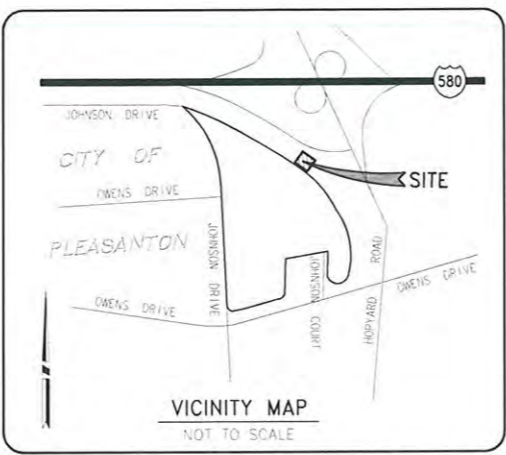 580
JOHNSON DRIVE
CITY OF
OWENS DRIVE
SITE
PLEASANTON
JOHNSON DRIVE
JOHNSON COURT
HOPYARD ROAD
OWENS DRIVE
OWENS DRIVE
VICINITY MAP
NOT TO SCALE